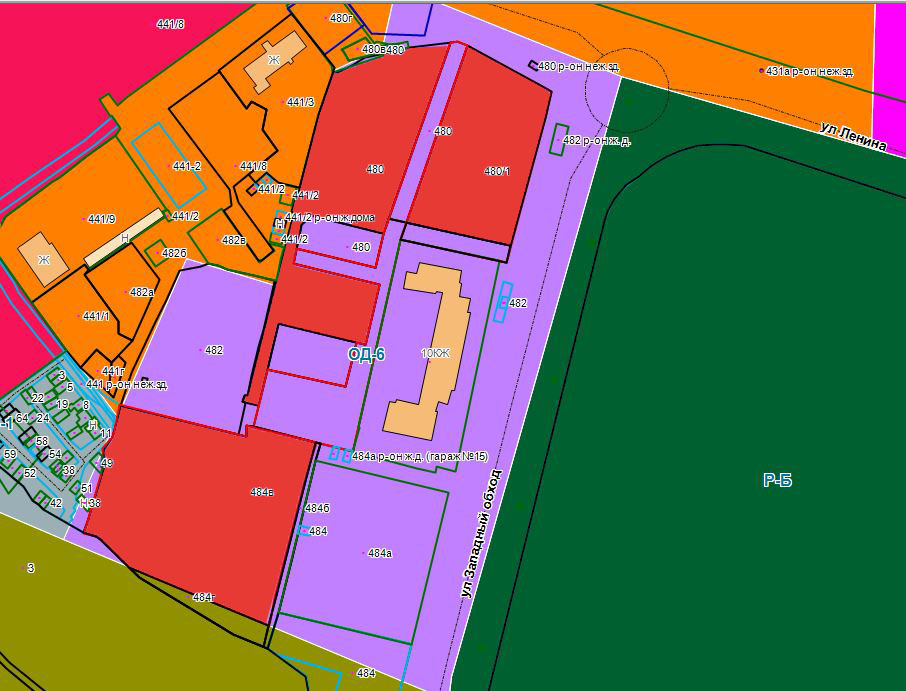 441/8
480г
480в
480
480 р-он неж.зд.
431а р-он неж.зд.
Ж
441/3
ул Ленина
480
482 р-он ж.д.
441-2
441/8
480
480/1
441/2
441/2
441/9
441/2
441/2 р-он ж.дома
Н
Н
482в
441/2
480
482б
Ж
482а
482
441/1
482
ОД-6
10КЖ
441г
441 р-он неж.зд.
3
5
22
19
8
64
24
Н
11
-1
58
59
54
49
38
52
484а р-он ж.д. (гараж №15)
Р-Б
51
484в
42
Н
38
484б
484
ул Западный обход
484а
3
484г
484